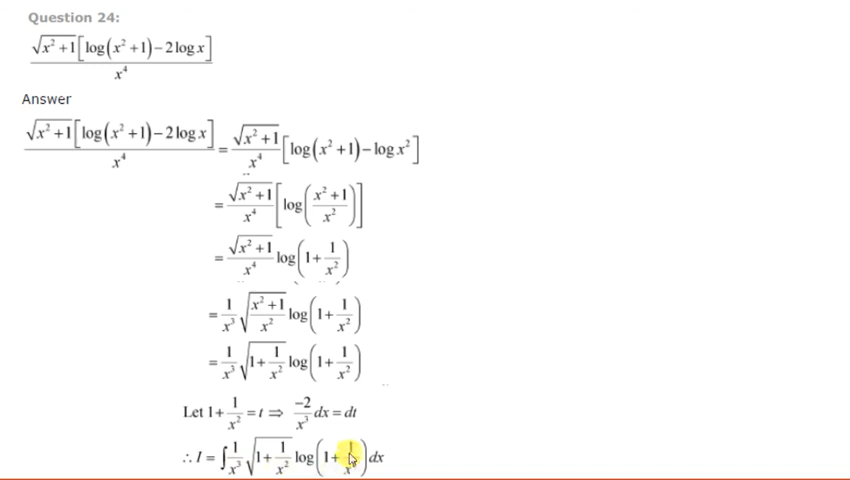 Question 24:
√(x² + 1) [log(x² + 1) − 2 log x] / x⁴
Answer
√(x² + 1) [log(x² + 1) − 2 log x] / x⁴ = √(x² + 1) / x⁴ [log(x² + 1) − log x²]
= √(x² + 1) / x⁴ [log((x² + 1) / x²)]
= √(x² + 1) / x⁴ log(1 + 1/x²)
= 1/x³ √((x² + 1) / x²) log(1 + 1/x²)
= 1/x³ √(1 + 1/x²) log(1 + 1/x²)
Let 1 + 1/x² = t ⇒ −2/x³ dx = dt
∴ I = ∫ 1/x³ √(1 + 1/x²) log(1 + 1/x²) dx